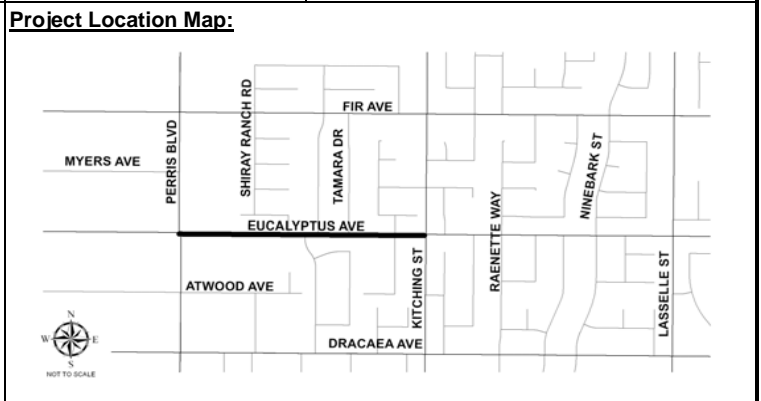 Project Location Map:
FIR AVE
PERRIS BLVD
SHIRAY RANCH RD
TAMARA DR
MYERS AVE
NINEBARK ST
EUCALYPTUS AVE
RAENETTE WAY
KITCHING ST
LASSELLE ST
ATWOOD AVE
DRACAEA AVE
N
W E
S
NOT TO SCALE